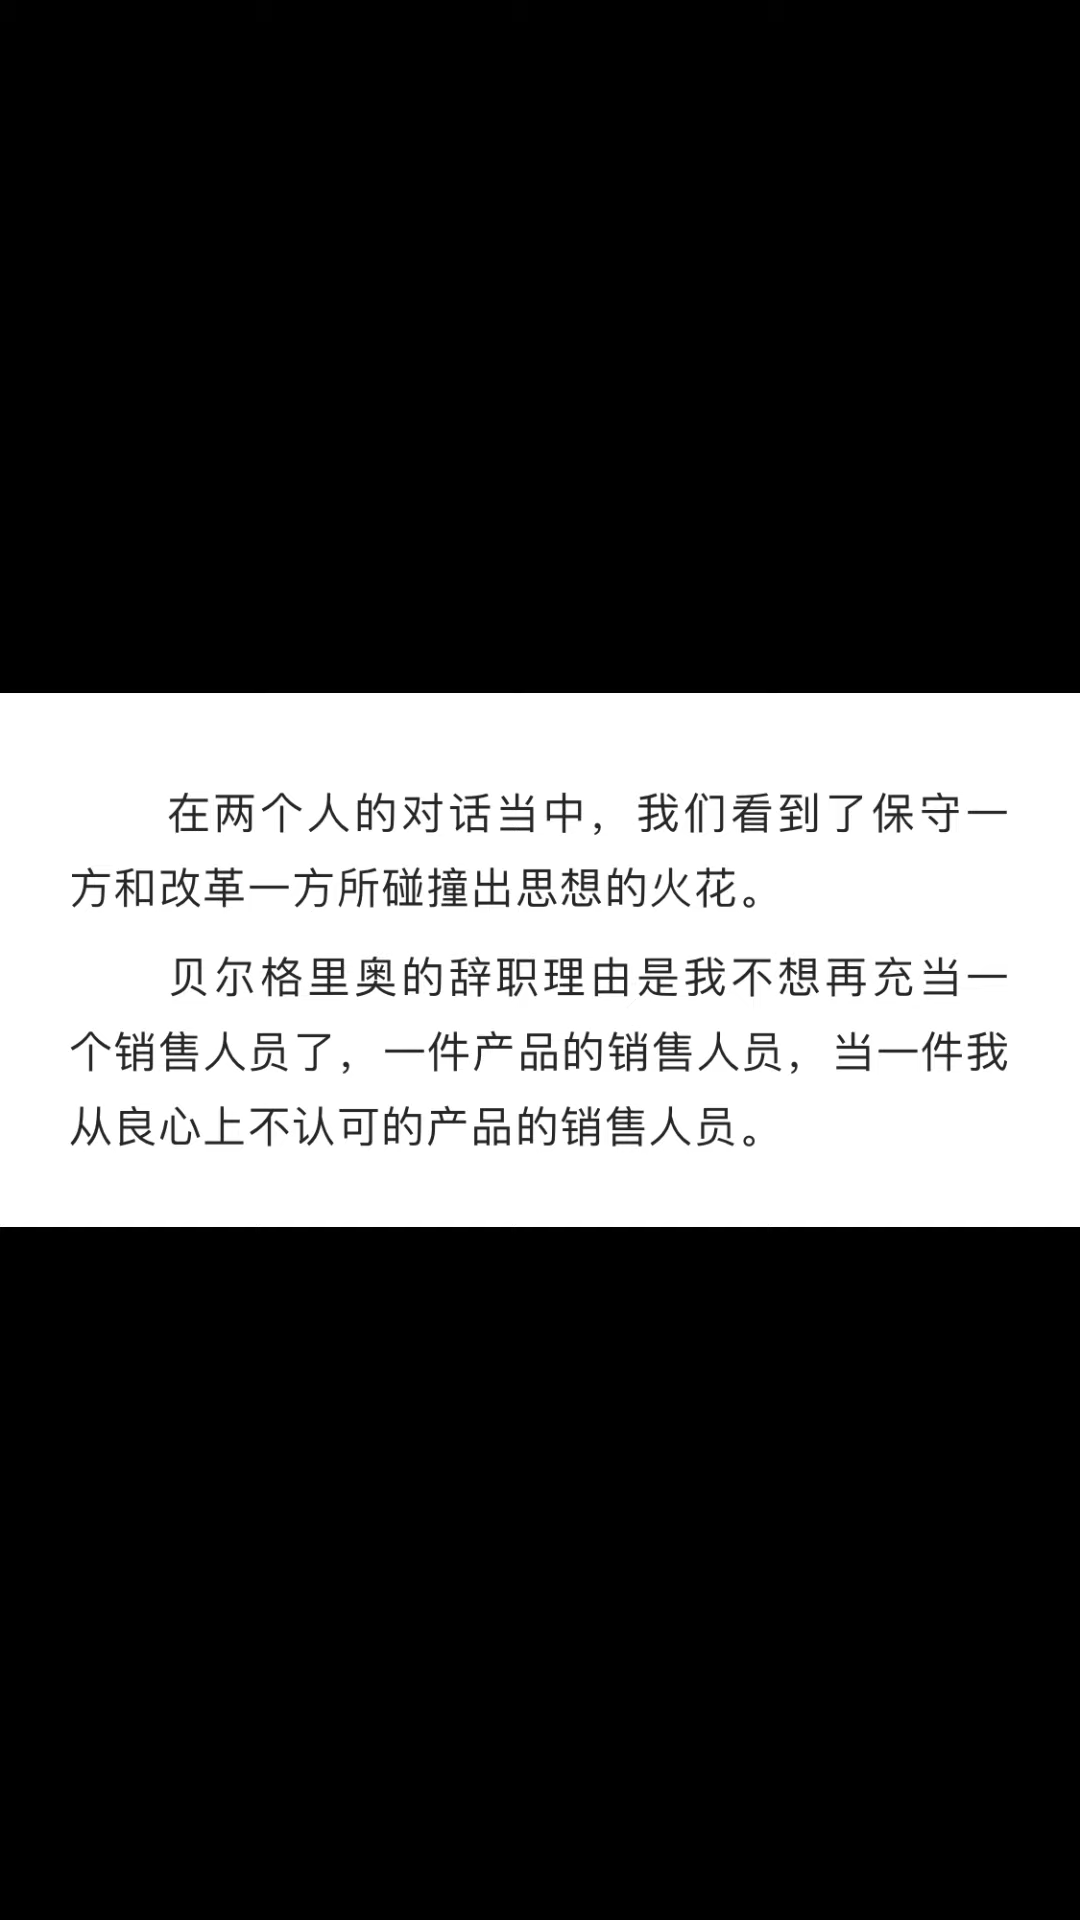 在两个人的对话当中，我们看到了保守一
方和改革一方所碰撞出思想的火花。
贝尔格里奥的辞职理由是我不想再充当一
个销售人员了，一件产品的销售人员，当一件我
从良心上不认可的产品的销售人员。